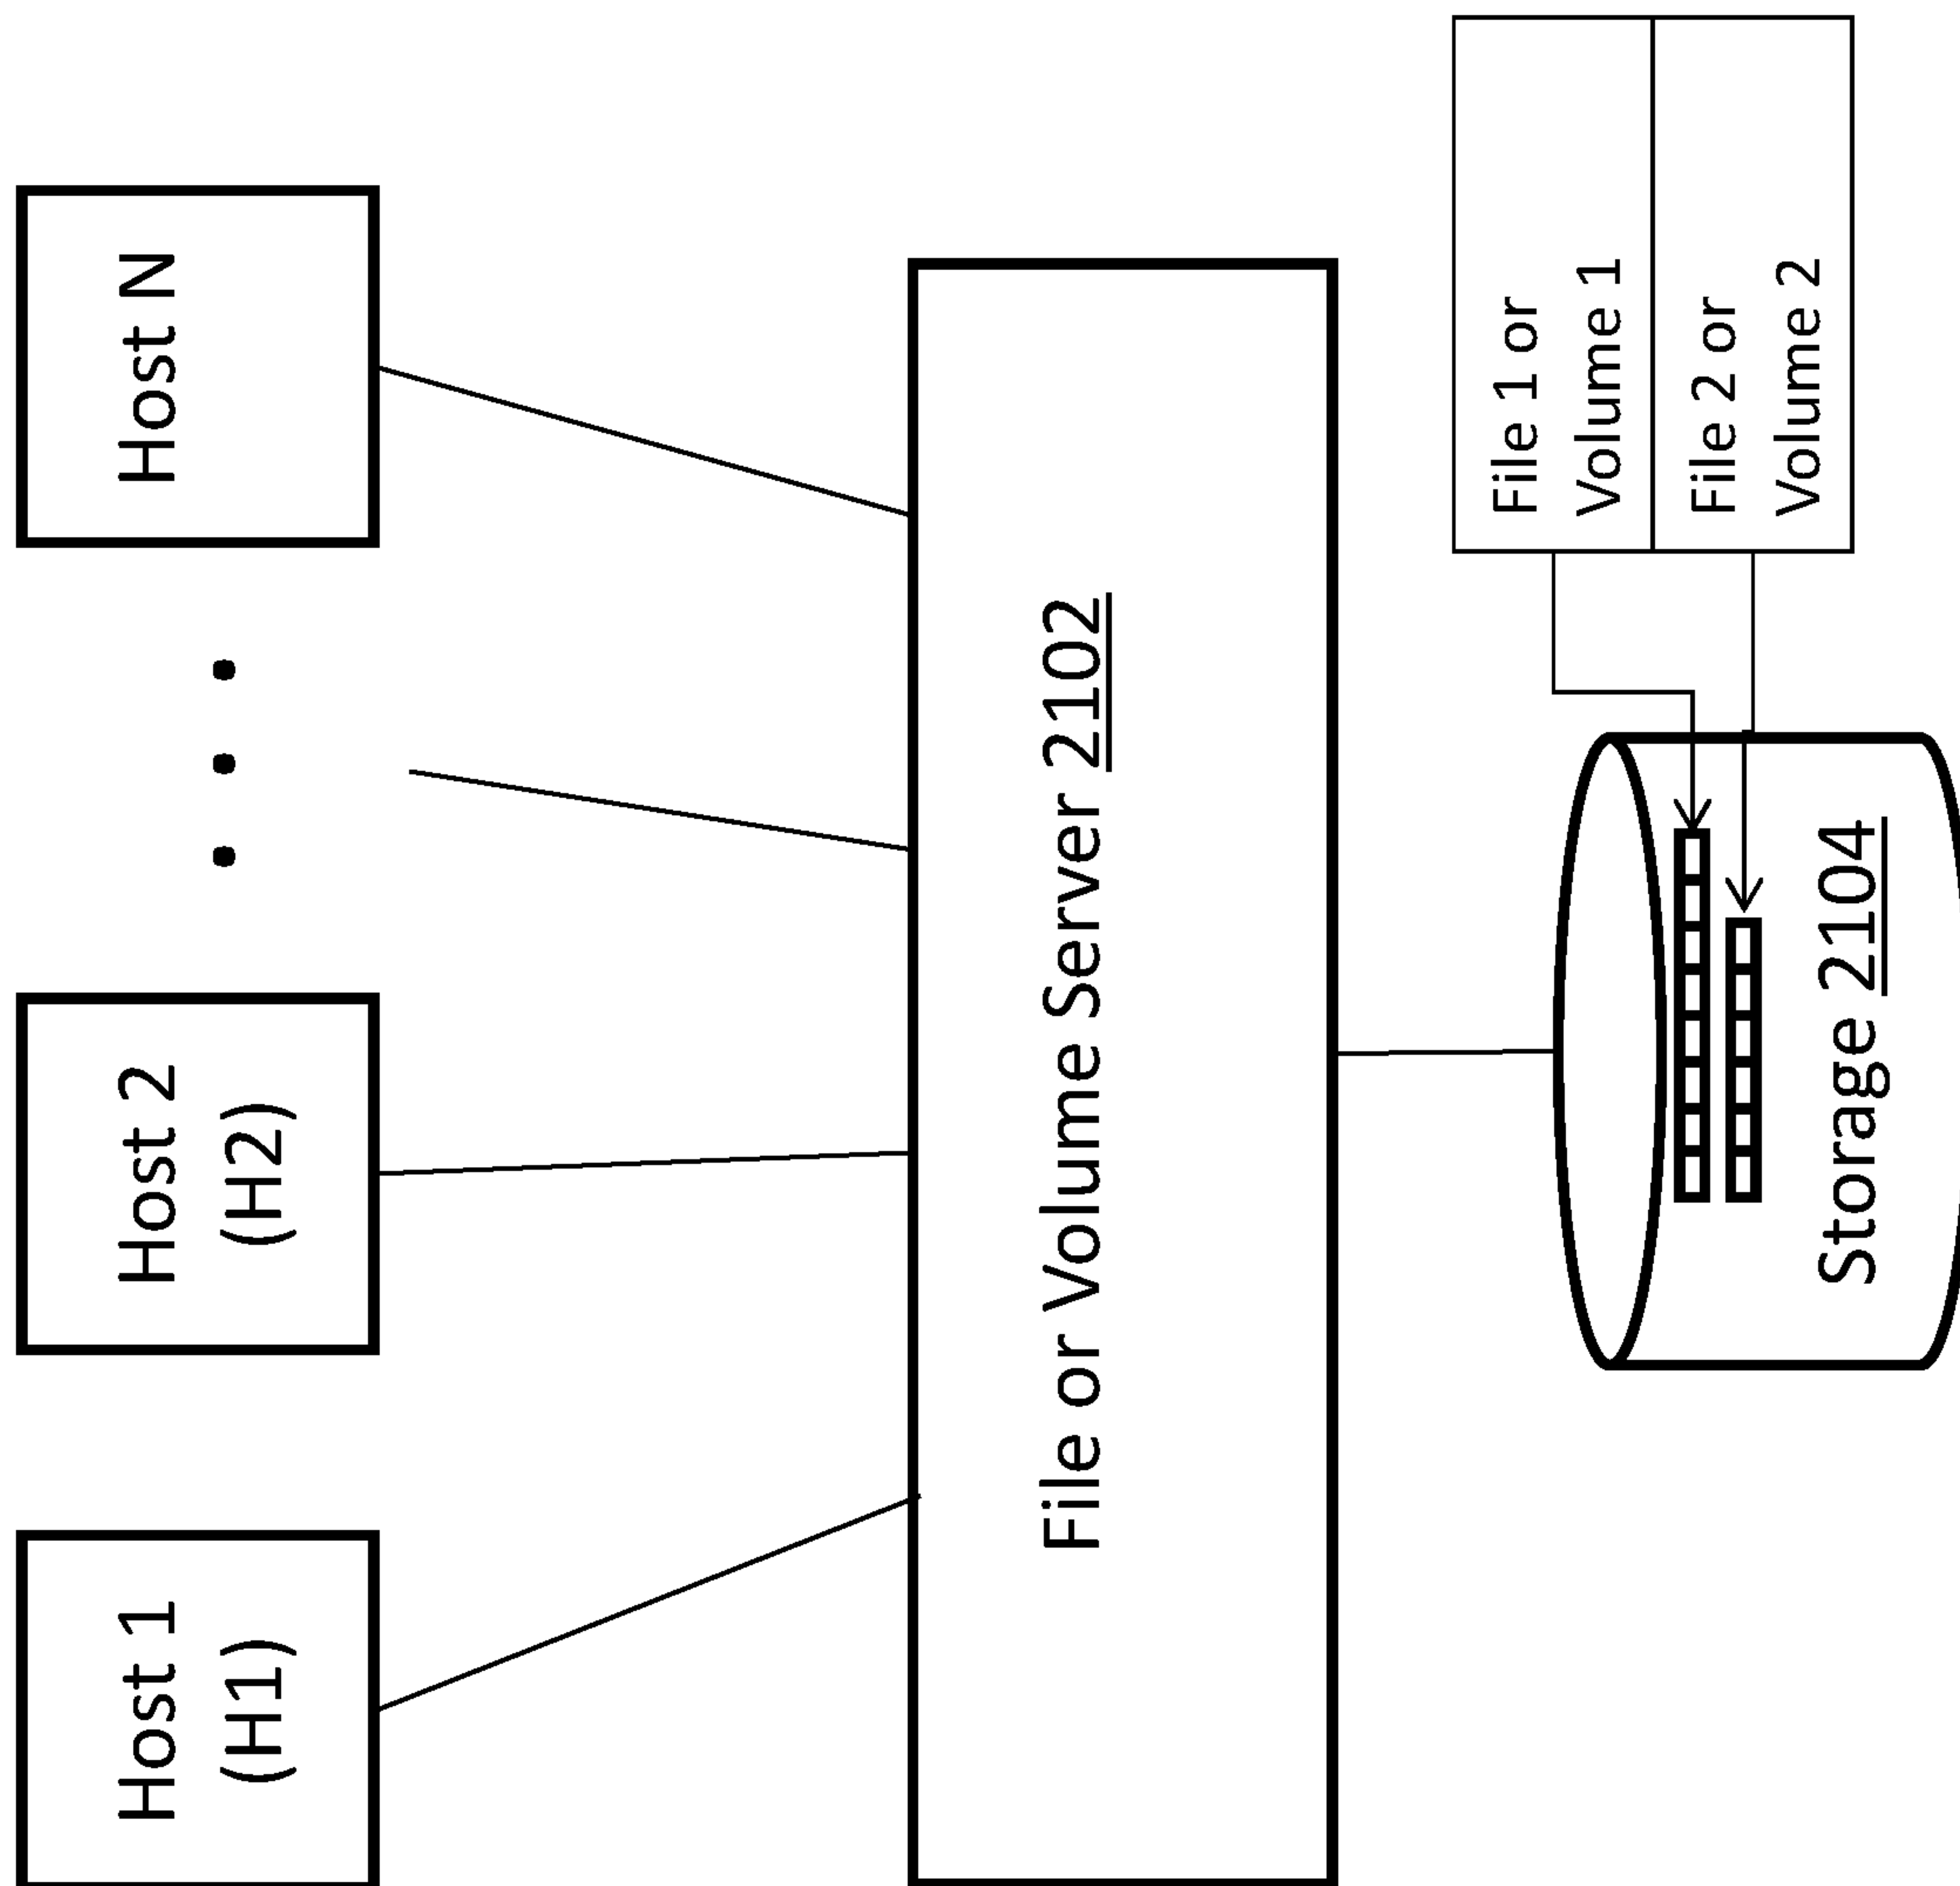 Host 1
(H1)
Host 2
(H2)
Host N
File or Volume Server 2102
Storage 2104
File 1 or
Volume 1
File 2 or
Volume 2